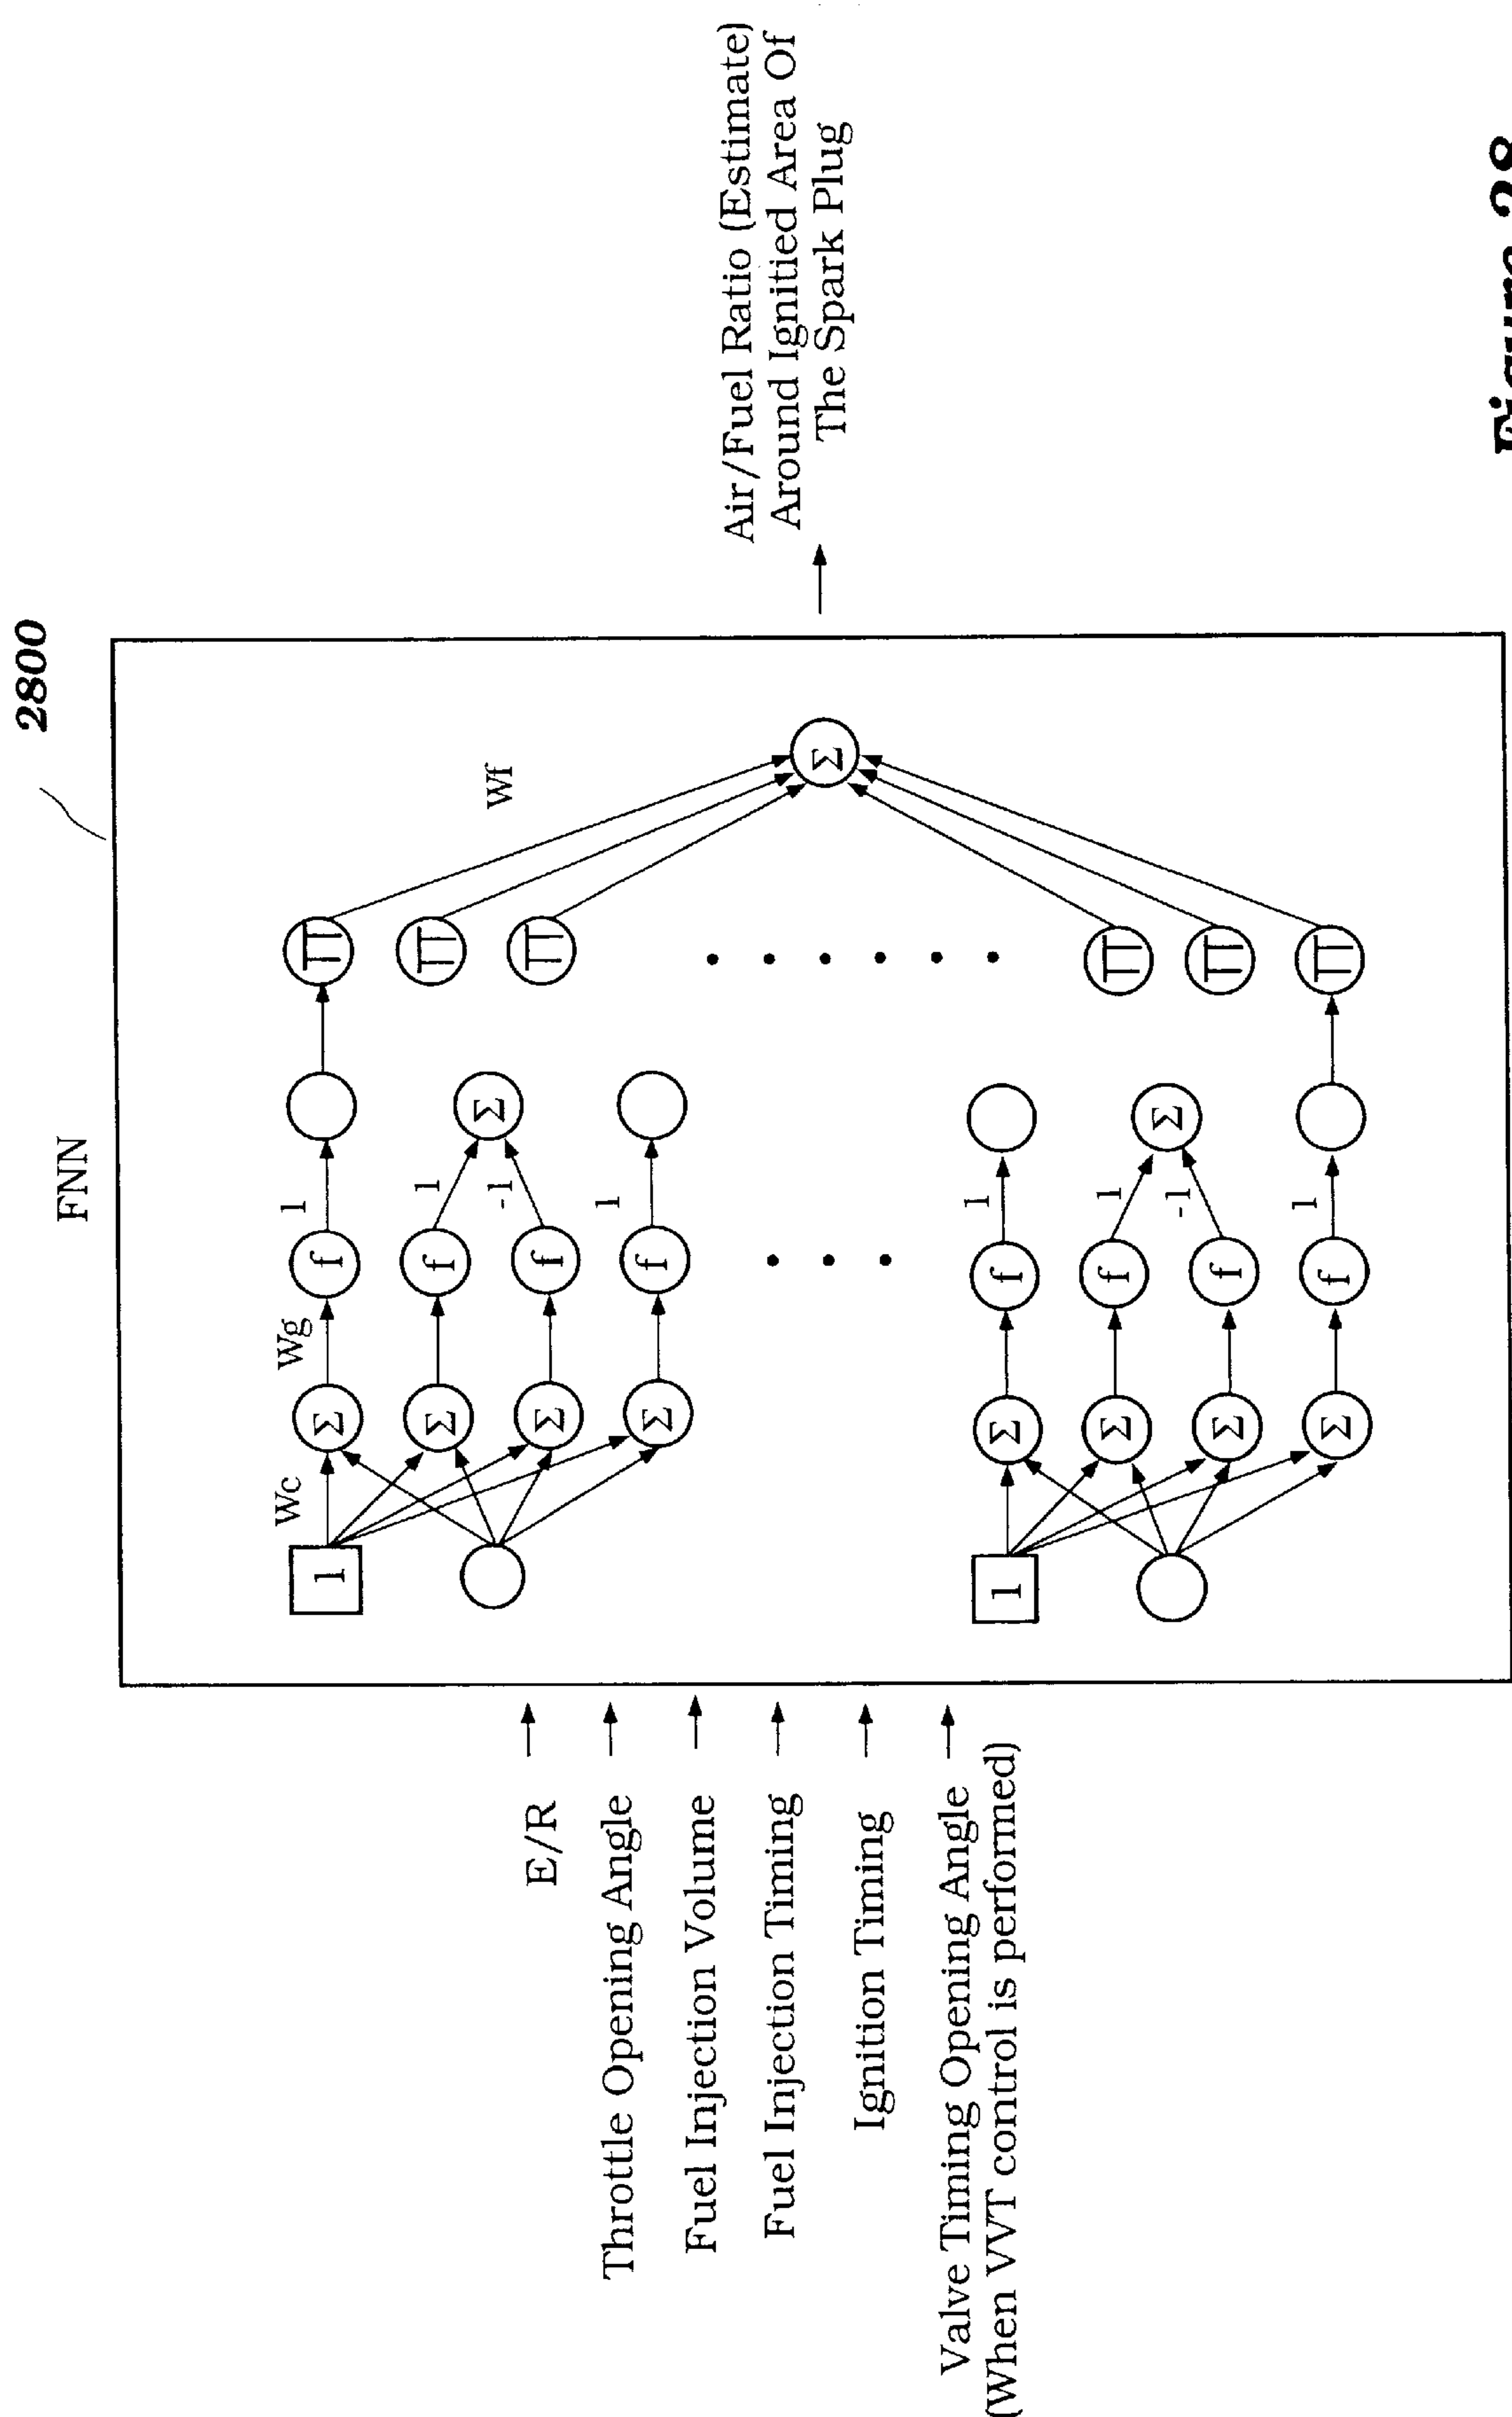 2800
FNN
E/R
Throttle Opening Angle
Fuel Injection Volume
Fuel Injection Timing
Ignition Timing
Valve Timing Opening Angle
(When VVT control is performed)
Wc
Wg
Wf
1
Σ
f
1
Π
Σ
f
1
Σ
Π
Σ
f
-1
Π
Σ
f
1
Σ
1
Σ
f
1
Π
Σ
f
1
Σ
Π
Σ
f
-1
Π
Σ
f
1
Air/Fuel Ratio (Estimate)
Around Ignitied Area Of
The Spark Plug
Figure 28